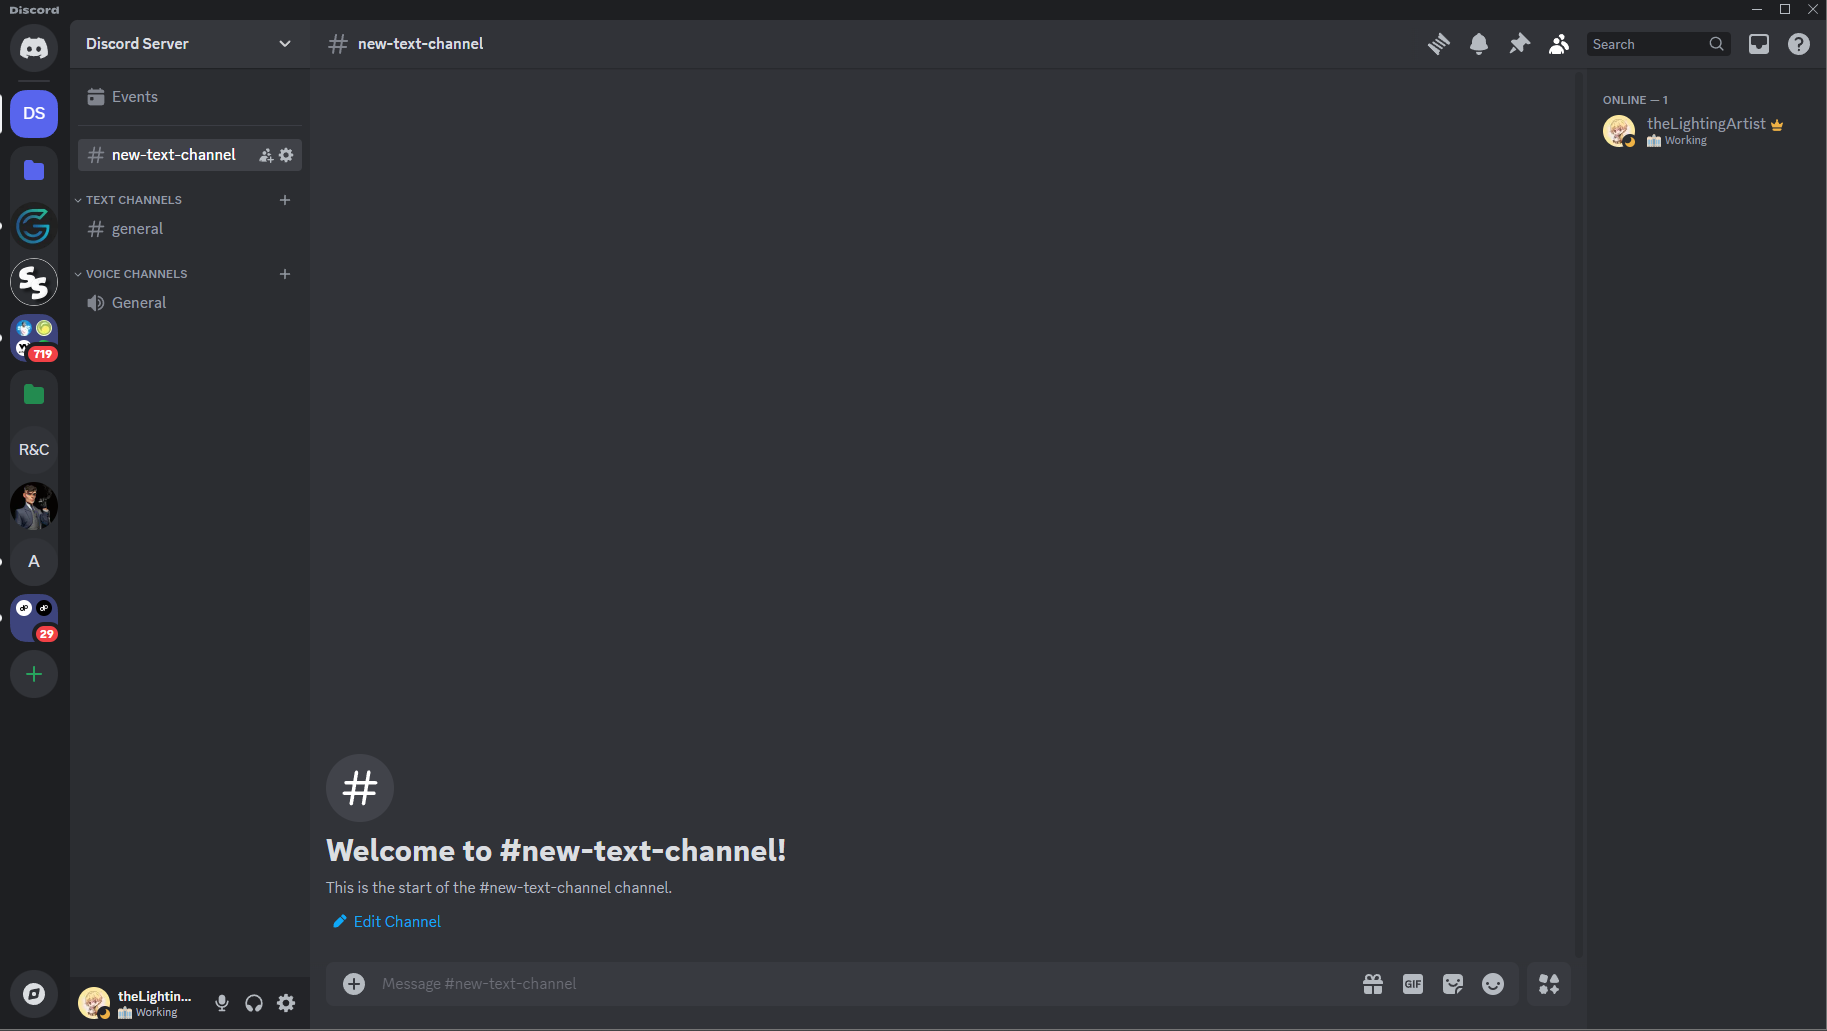 Discord
Discord Server
new-text-channel
Search
Events
DS
new-text-channel
TEXT CHANNELS
general
VOICE CHANNELS
General
719
R&C
A
29
ONLINE — 1
theLightingArtist
Working
Welcome to #new-text-channel!
This is the start of the #new-text-channel channel.
Edit Channel
Message #new-text-channel
GIF
theLightin...
Working